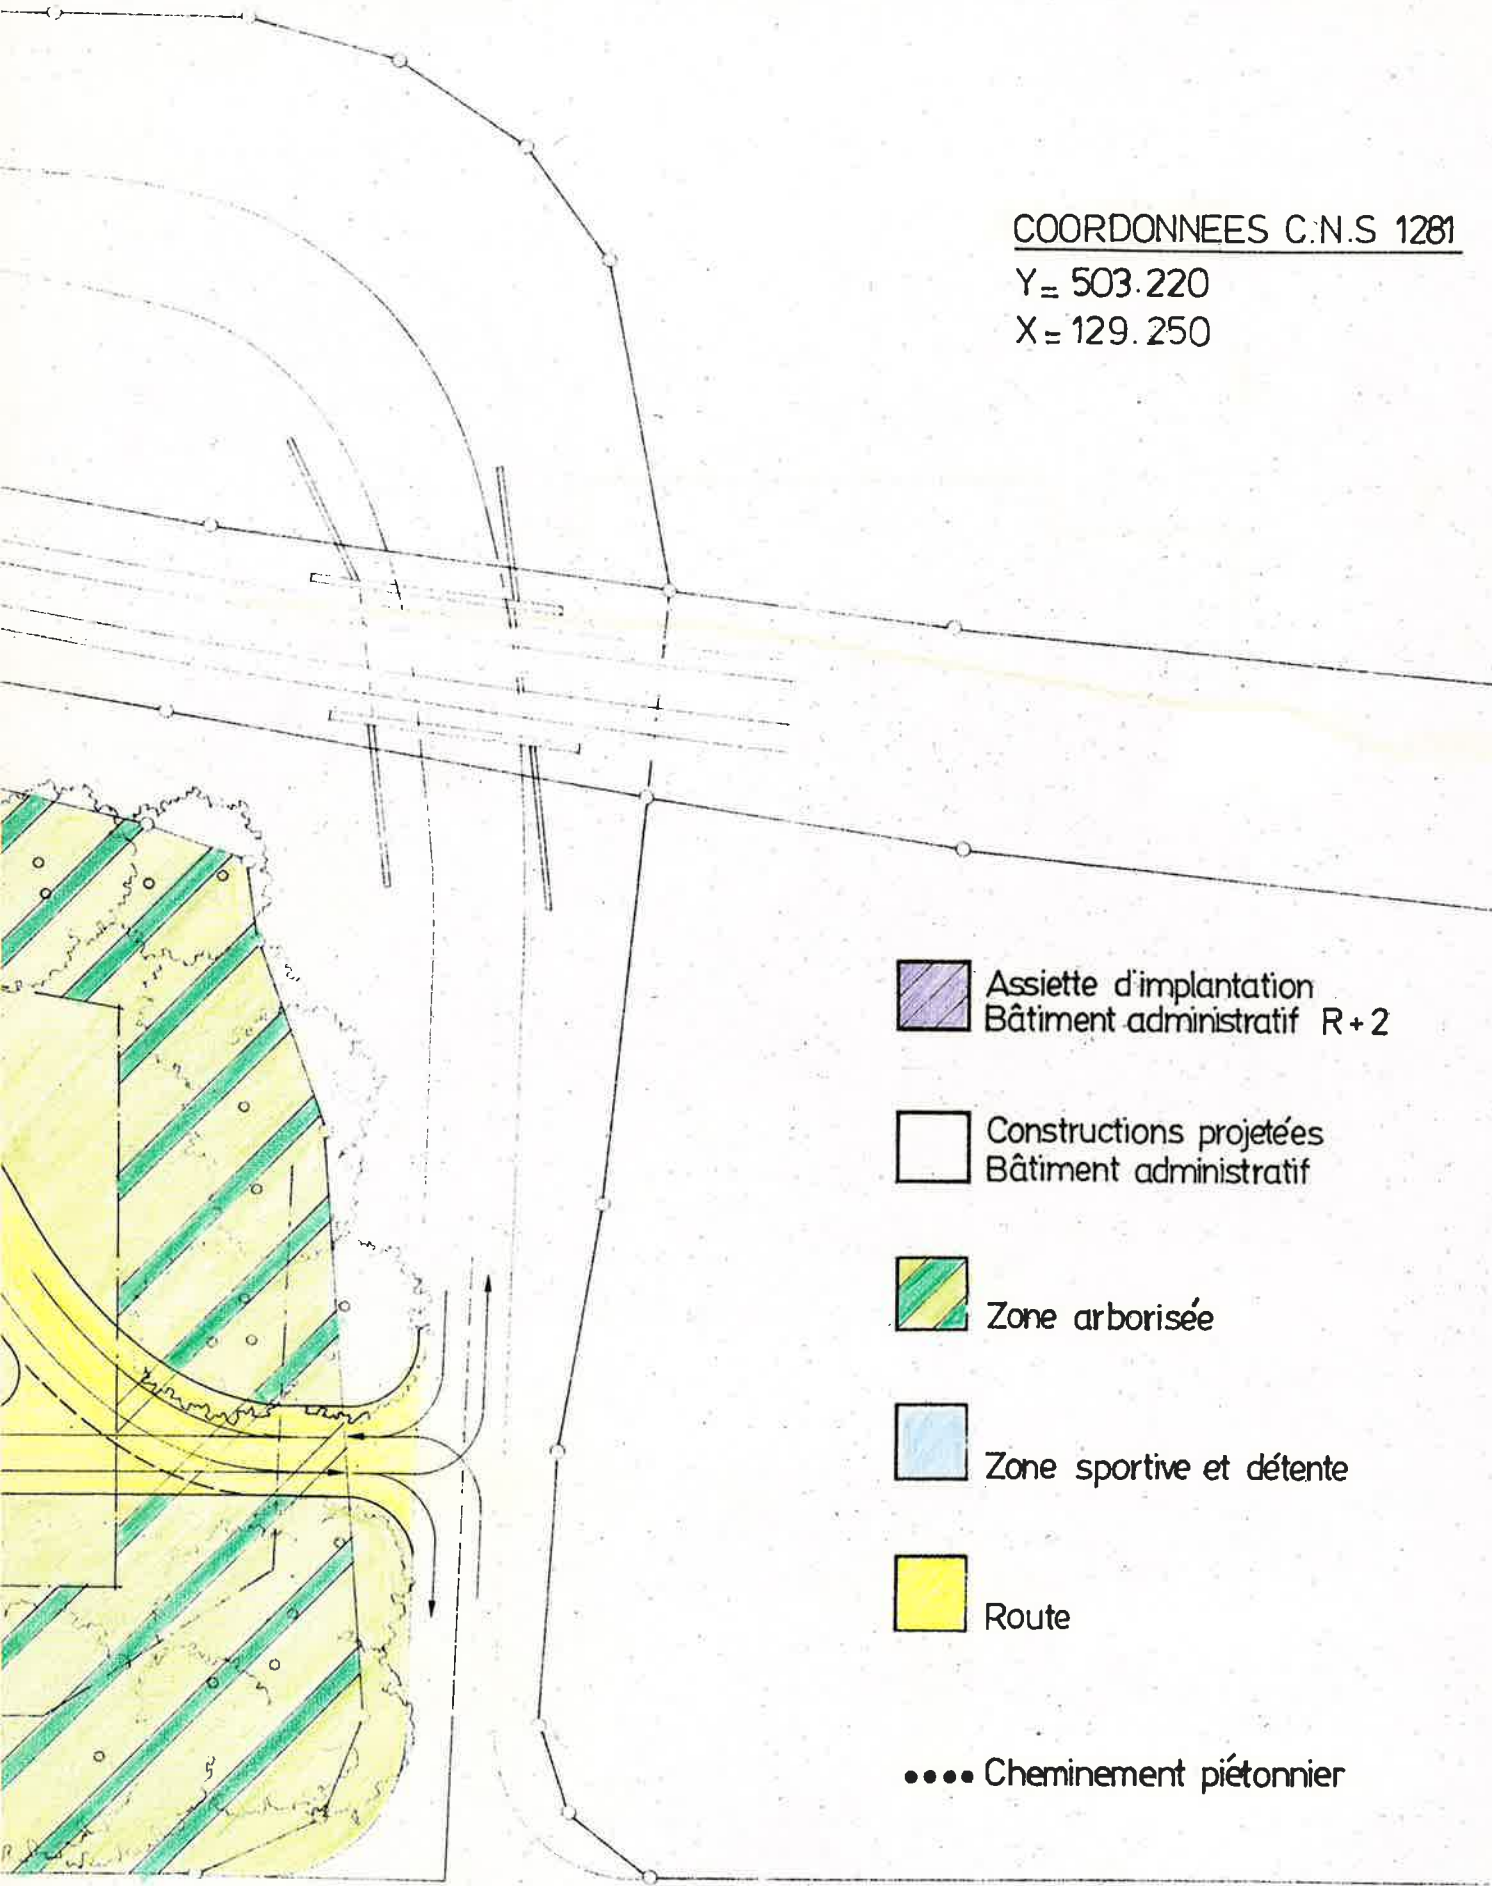 COORDONNEES C.N.S 1281
Y= 503.220
X= 129.250
Assiette d'implantation
Bâtiment administratif R+2
Constructions projetées
Bâtiment administratif
Zone arborisée
Zone sportive et détente
Route
Cheminement piétonnier